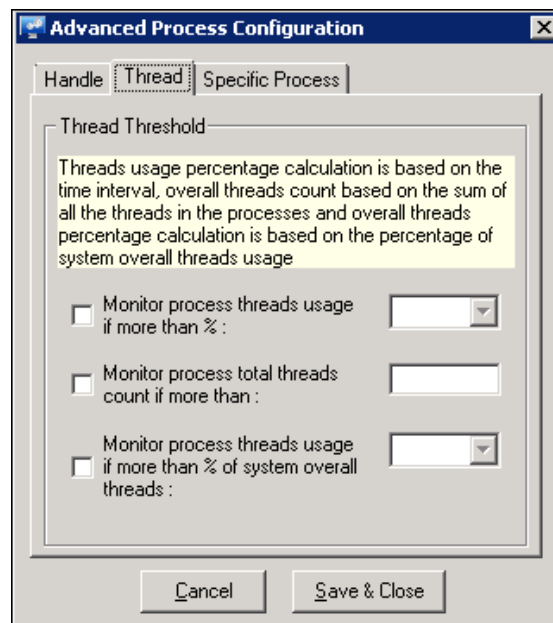 Advanced Process Configuration
Handle Thread Specific Process
Thread Threshold
Threads usage percentage calculation is based on the
time interval, overall threads count based on the sum of
all the threads in the processes and overall threads
percentage calculation is based on the percentage of
system overall threads usage
Monitor process threads usage
if more than % :
Monitor process total threads
count if more than :
Monitor process threads usage
if more than % of system overall
threads :
Cancel Save & Close